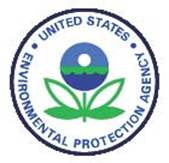 UNITED STATES
ENVIRONMENTAL PROTECTION AGENCY